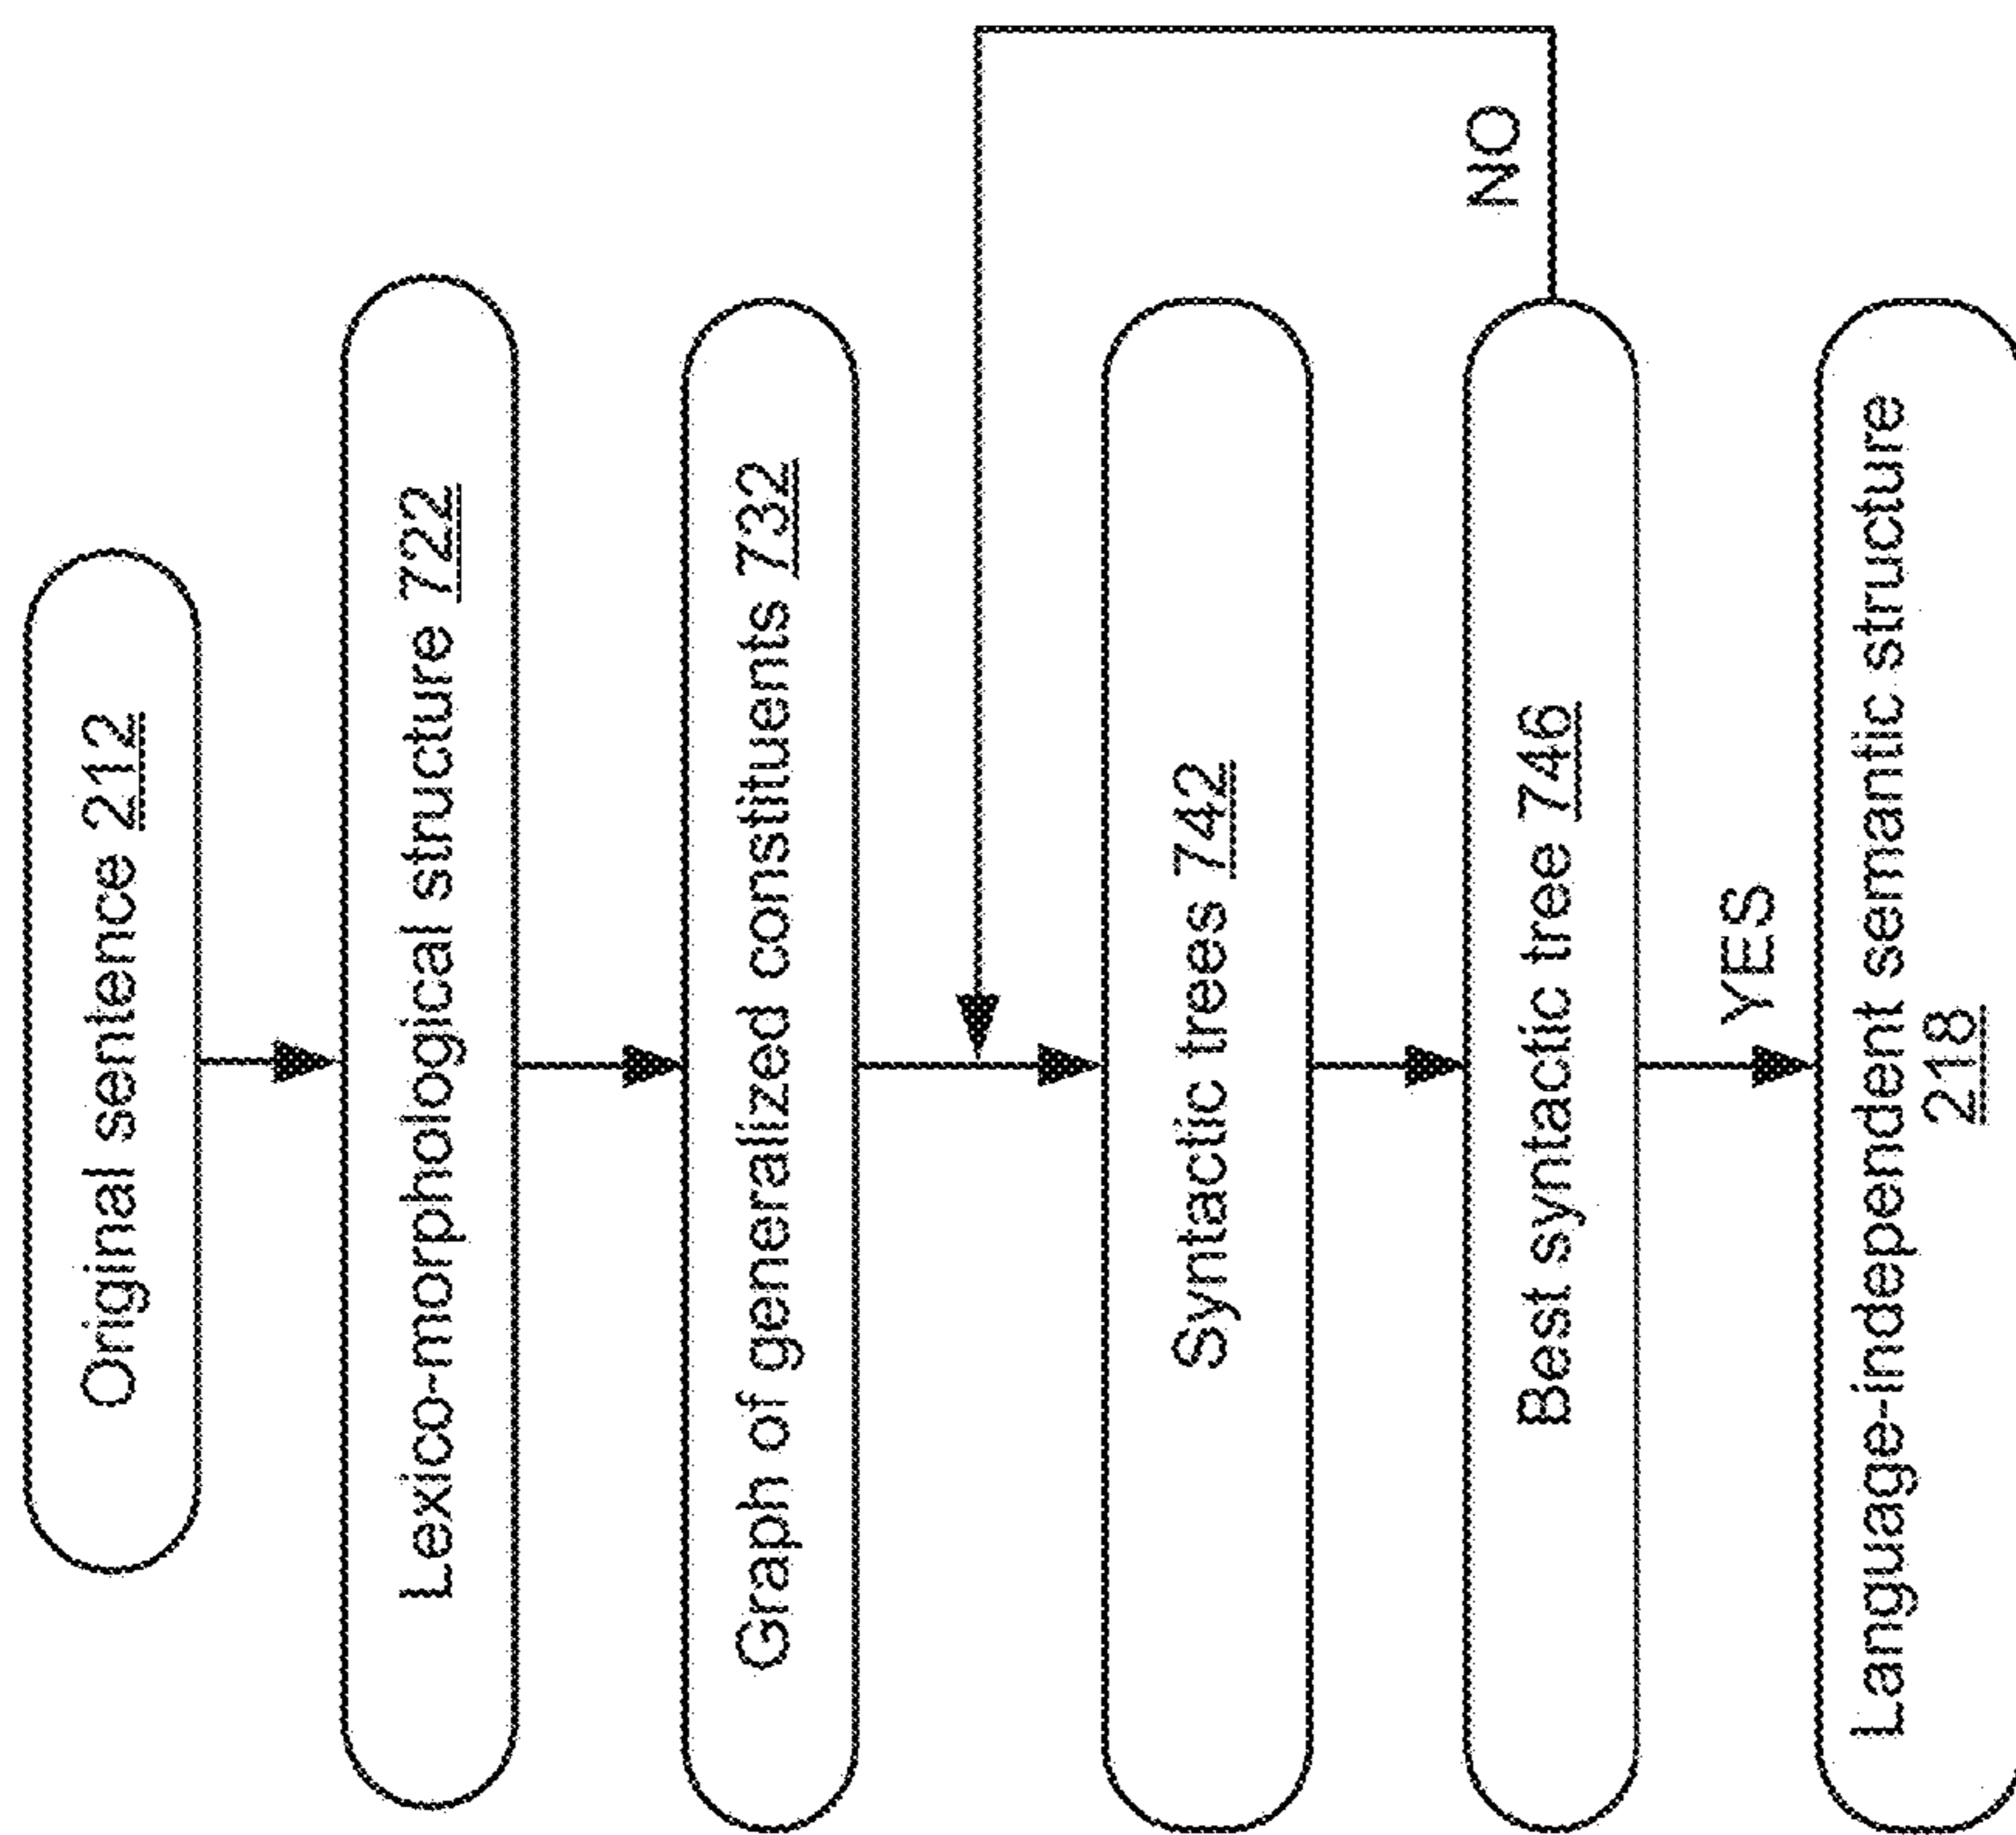 Original sentence 212
Lexico-morphological structure 722
Graph of generalized constituents 732
Syntactic trees 742
Best syntactic tree 746
NO
YES
Language-independent semantic structure
218